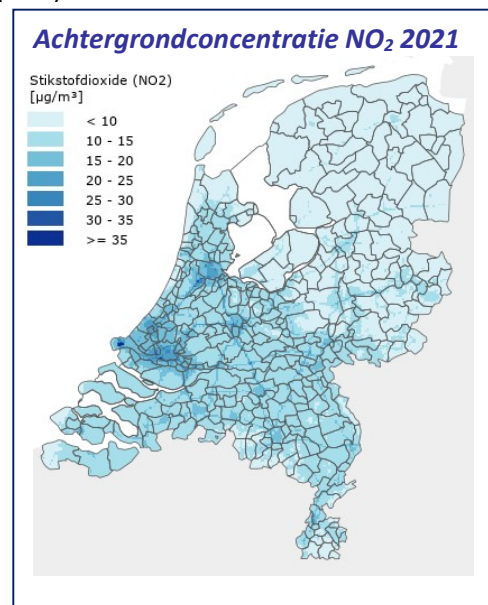 Achtergrondconcentratie NO₂ 2021
Stikstofdioxide (NO2)
[µg/m³]
< 10
10 - 15
15 - 20
20 - 25
25 - 30
30 - 35
>= 35